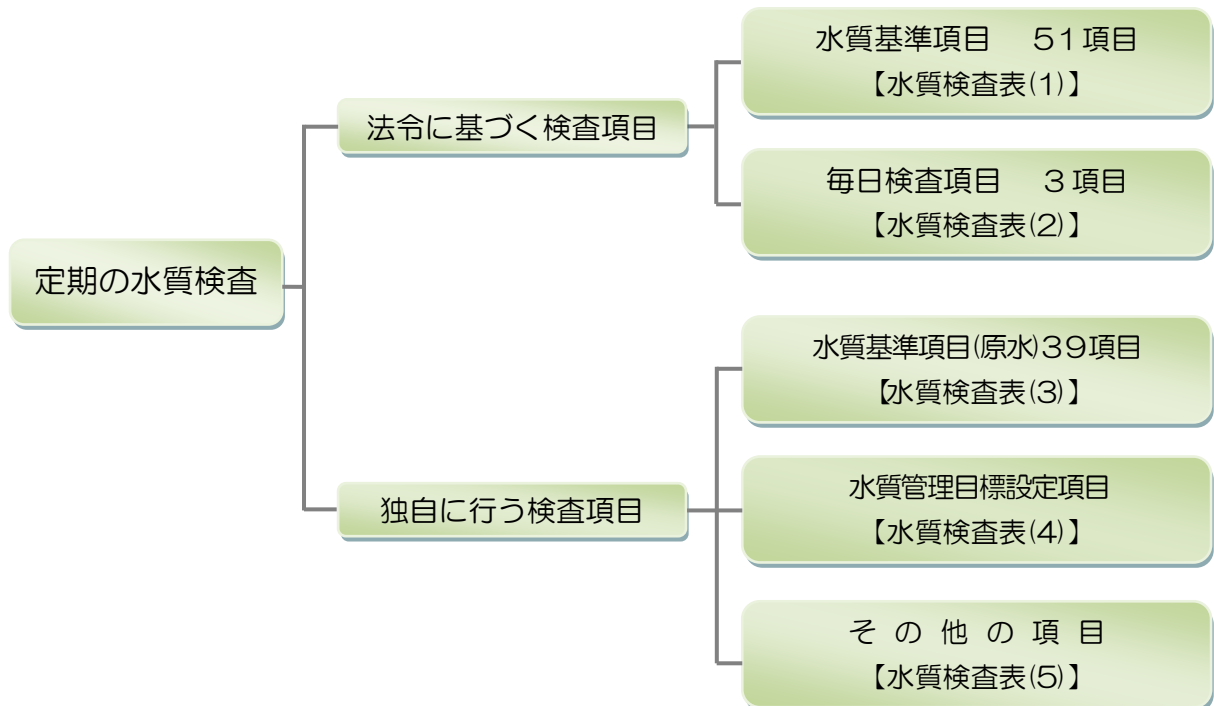 定期の水質検査
法令に基づく検査項目
水質基準項目　51項目
【水質検査表(1)】
毎日検査項目　3項目
【水質検査表(2)】
独自に行う検査項目
水質基準項目(原水)39項目
【水質検査表(3)】
水質管理目標設定項目
【水質検査表(4)】
そ の 他 の 項 目
【水質検査表(5)】